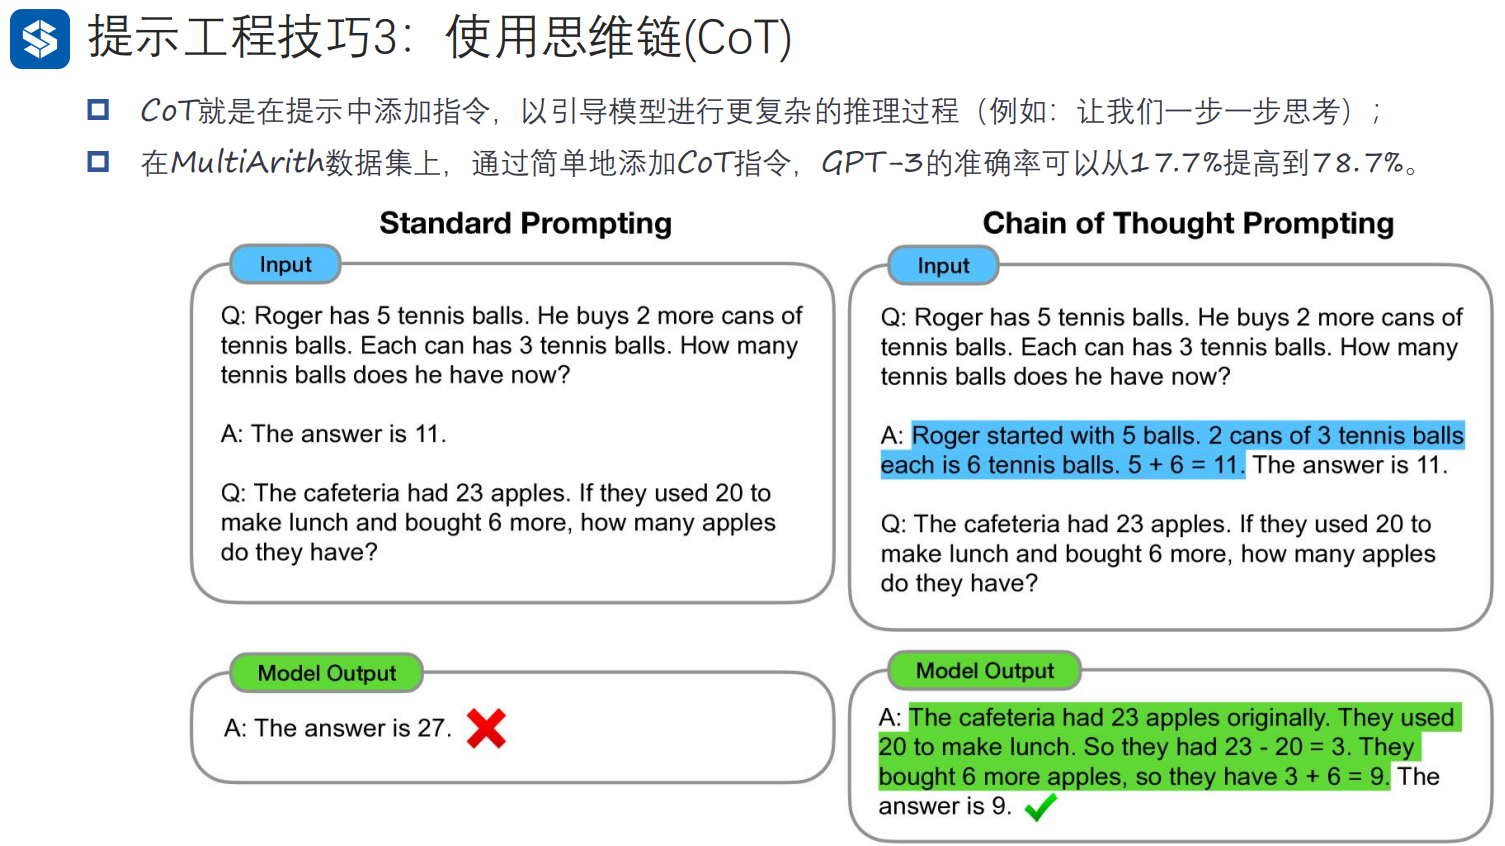 提示工程技巧3：使用思维链(CoT)
CoT就是在提示中添加指令，以引导模型进行更复杂的推理过程（例如：让我们一步一步思考）；
在MultiArith数据集上，通过简单地添加CoT指令，GPT-3的准确率可以从17.7%提高到78.7%。
Standard Prompting
Input
Q: Roger has 5 tennis balls. He buys 2 more cans of
tennis balls. Each can has 3 tennis balls. How many
tennis balls does he have now?
A: The answer is 11.
Q: The cafeteria had 23 apples. If they used 20 to
make lunch and bought 6 more, how many apples
do they have?
Model Output
A: The answer is 27.
Chain of Thought Prompting
Input
Q: Roger has 5 tennis balls. He buys 2 more cans of
tennis balls. Each can has 3 tennis balls. How many
tennis balls does he have now?
A: Roger started with 5 balls. 2 cans of 3 tennis balls
each is 6 tennis balls. 5 + 6 = 11. The answer is 11.
Q: The cafeteria had 23 apples. If they used 20 to
make lunch and bought 6 more, how many apples
do they have?
Model Output
A: The cafeteria had 23 apples originally. They used
20 to make lunch. So they had 23 - 20 = 3. They
bought 6 more apples, so they have 3 + 6 = 9. The
answer is 9.